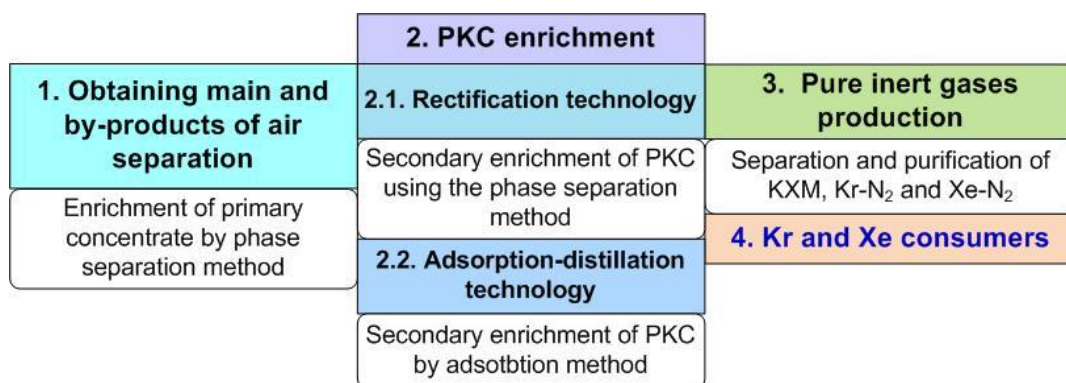 1. Obtaining main and
by-products of air
separation
Enrichment of primary
concentrate by phase
separation method
2. PKC enrichment
2.1. Rectification technology
Secondary enrichment of PKC
using the phase separation
method
2.2. Adsorption-distillation
technology
Secondary enrichment of PKC
by adsotbtion method
3. Pure inert gases
production
Separation and purification of
KXM, Kr-N₂ and Xe-N₂
4. Kr and Xe consumers